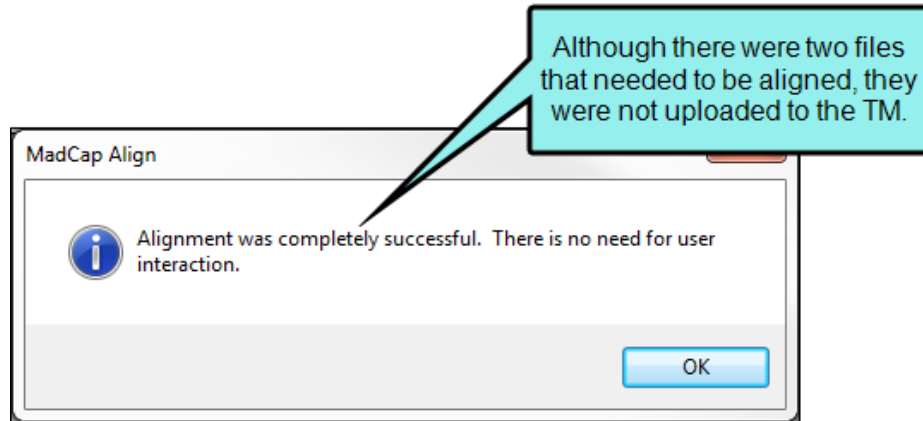 Although there were two files
that needed to be aligned, they
were not uploaded to the TM.
MadCap Align
Alignment was completely successful.  There is no need for user
interaction.
OK